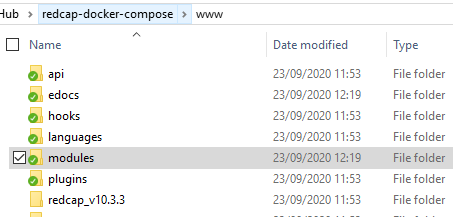 Hub > redcap-docker-compose > www
Name Date modified Type
api 23/09/2020 11:53 File folder
edocs 23/09/2020 12:19 File folder
hooks 23/09/2020 11:53 File folder
languages 23/09/2020 11:53 File folder
modules 23/09/2020 12:19 File folder
plugins 23/09/2020 11:53 File folder
redcap_v10.3.3 23/09/2020 11:53 File folder